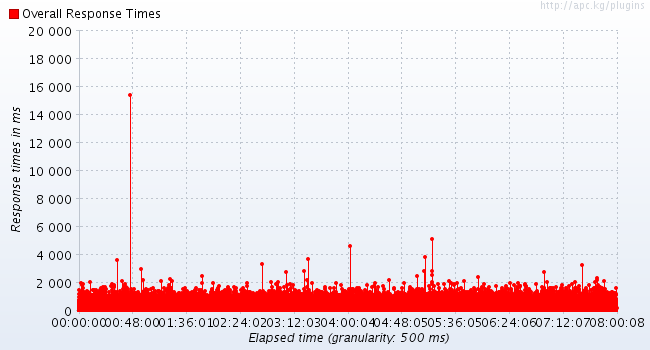 http://apc.kg/plugins
Overall Response Times
20 000
18 000
16 000
14 000
12 000
10 000
8 000
6 000
4 000
2 000
0
Response times in ms
00:00:00 00:48:00 01:36:01 02:24:02 03:12:03 04:00:04 04:48:05 05:36:05 06:24:06 07:12:07 08:00:08
Elapsed time (granularity: 500 ms)